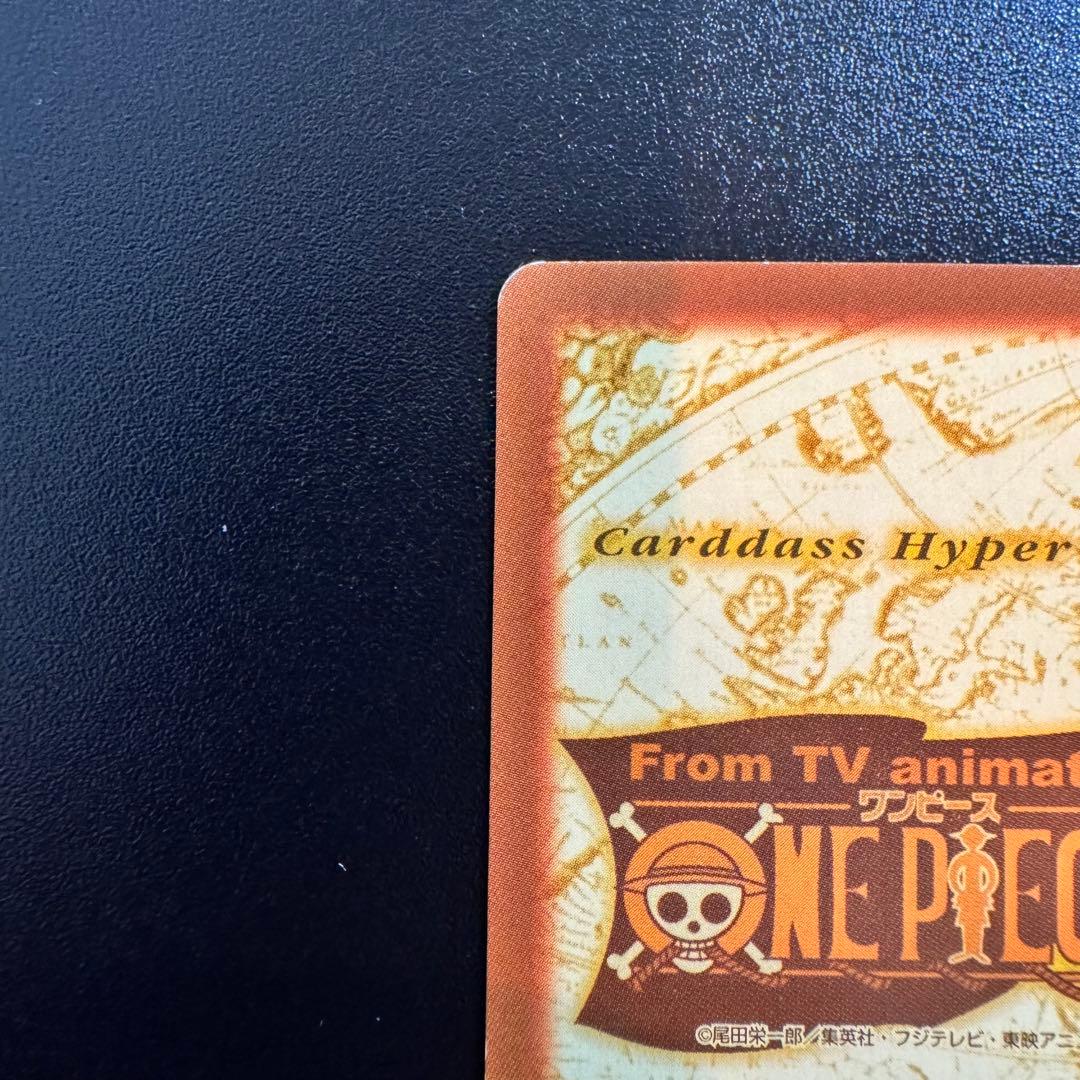 Carddass Hyper
TLAN
From TV animat
ワンピース
ONE PIEC
©尾田栄一郎／集英社・フジテレビ・東映アニ